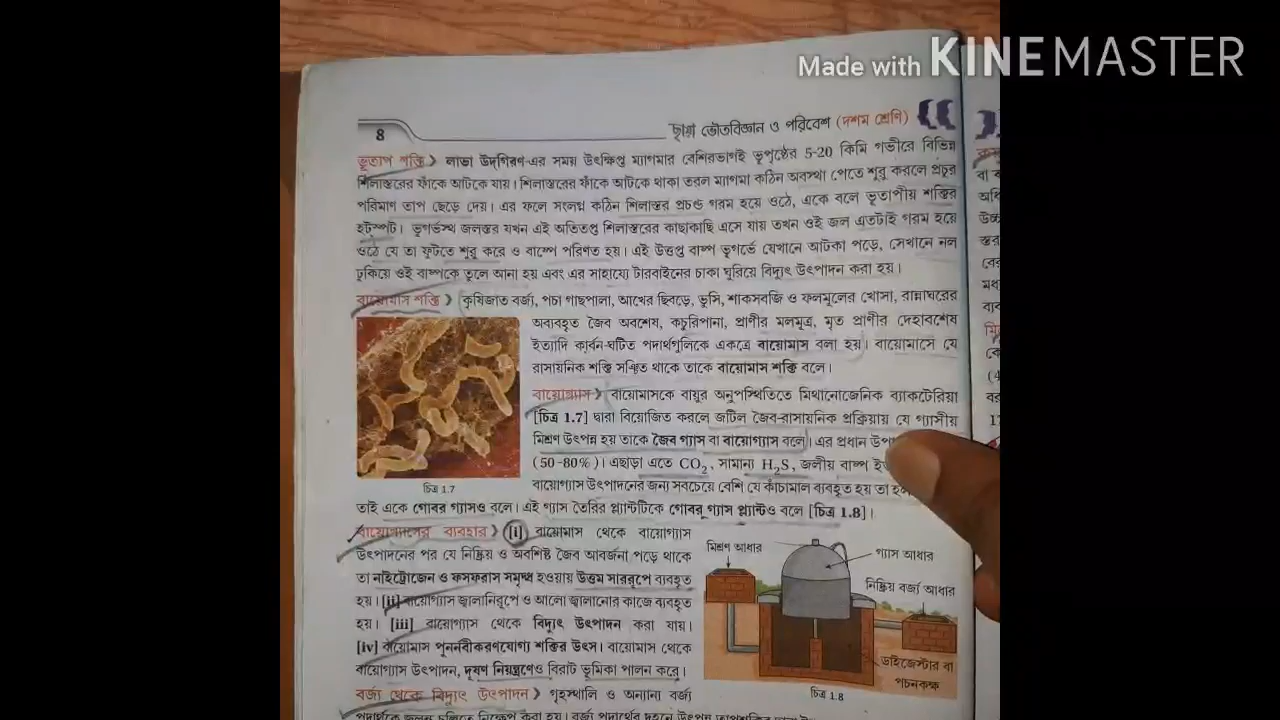 Made with KINEMASTER
8
ছায়া ভৌতবিজ্ঞান ও পরিবেশ (দশম শ্রেণি)
ভূতাপ শক্তি〉 লাভা উদ্‌গিরণ-এর সময় উৎক্ষিপ্ত ম্যাগমার বেশিরভাগই ভূপৃষ্ঠের 5-20 কিমি গভীরে বিভিন্ন
শিলাস্তরের ফাঁকে আটকে যায়। শিলাস্তরের ফাঁকে আটকে থাকা তরল ম্যাগমা কঠিন অবস্থা পেতে শুরু করলে প্রচুর
পরিমাণ তাপ ছেড়ে দেয়। এর ফলে সংলগ্ন কঠিন শিলাস্তর প্রচণ্ড গরম হয়ে ওঠে, একে বলে ভূতাপীয় শক্তির
হটস্পট। ভূগর্ভস্থ জলস্তর যখন এই অতিতপ্ত শিলাস্তরের কাছাকাছি এসে যায় তখন ওই জল এতটাই গরম হয়ে
ওঠে যে তা ফুটতে শুরু করে ও বাষ্পে পরিণত হয়। এই উত্তপ্ত বাষ্প ভূগর্ভে যেখানে আটকা পড়ে, সেখানে নল
ঢুকিয়ে ওই বাষ্পকে তুলে আনা হয় এবং এর সাহায্যে টারবাইনের চাকা ঘুরিয়ে বিদ্যুৎ উৎপাদন করা হয়।
বায়োমাস শক্তি〉 কৃষিজাত বর্জ্য, পচা গাছপালা, আখের ছিবড়ে, ভুসি, শাকসবজি ও ফলমূলের খোসা, রান্নাঘরের
অব্যবহৃত জৈব অবশেষ, কচুরিপানা, প্রাণীর মলমূত্র, মৃত প্রাণীর দেহাবশেষ
ইত্যাদি কার্বন-ঘটিত পদার্থগুলিকে একত্রে বায়োমাস বলা হয়। বায়োমাসে যে
রাসায়নিক শক্তি সঞ্চিত থাকে তাকে বায়োমাস শক্তি বলে।
বায়োগ্যাস〉 বায়োমাসকে বায়ুর অনুপস্থিতিতে মিথানোজেনিক ব্যাকটেরিয়া
[চিত্র 1.7] দ্বারা বিয়োজিত করলে জটিল জৈব-রাসায়নিক প্রক্রিয়ায় যে গ্যাসীয়
মিশ্রণ উৎপন্ন হয় তাকে জৈব গ্যাস বা বায়োগ্যাস বলে। এর প্রধান
(50-80%)। এছাড়া এতে CO₂, সামান্য H₂S, জলীয় বাষ্প
বায়োগ্যাস উৎপাদনের জন্য সবচেয়ে বেশি যে কাঁচামাল ব্যবহৃত হয় তা
চিত্র 1.7
তাই একে গোবর গ্যাসও বলে। এই গ্যাস তৈরির প্ল্যান্টটিকে গোবর গ্যাস প্ল্যান্টও বলে [চিত্র 1.8]।
বায়োগ্যাসের ব্যবহার〉 [i] বায়োমাস থেকে বায়োগ্যাস
উৎপাদনের পর যে নিষ্ক্রিয় ও অবশিষ্ট জৈব আবর্জনা পড়ে থাকে
তা নাইট্রোজেন ও ফসফরাস সমৃদ্ধ হওয়ায় উত্তম সাররূপে ব্যবহৃত
হয়। [ii] বায়োগ্যাস জ্বালানিরূপে ও আলো জ্বালানোর কাজে ব্যবহৃত
হয়। [iii] বায়োগ্যাস থেকে বিদ্যুৎ উৎপাদন করা যায়।
[iv] বায়োমাস পুনর্নবীকরণযোগ্য শক্তির উৎস। বায়োমাস থেকে
বায়োগ্যাস উৎপাদন, দূষণ নিয়ন্ত্রণেও বিরাট ভূমিকা পালন করে।
মিশ্রণ আধার
গ্যাস আধার
নিষ্ক্রিয় বর্জ্য আধার
ডাইজেস্টার বা
পচনকক্ষ
চিত্র 1.8
বর্জ্য থেকে বিদ্যুৎ উৎপাদন〉 গৃহস্থালি ও অন্যান্য বর্জ্য